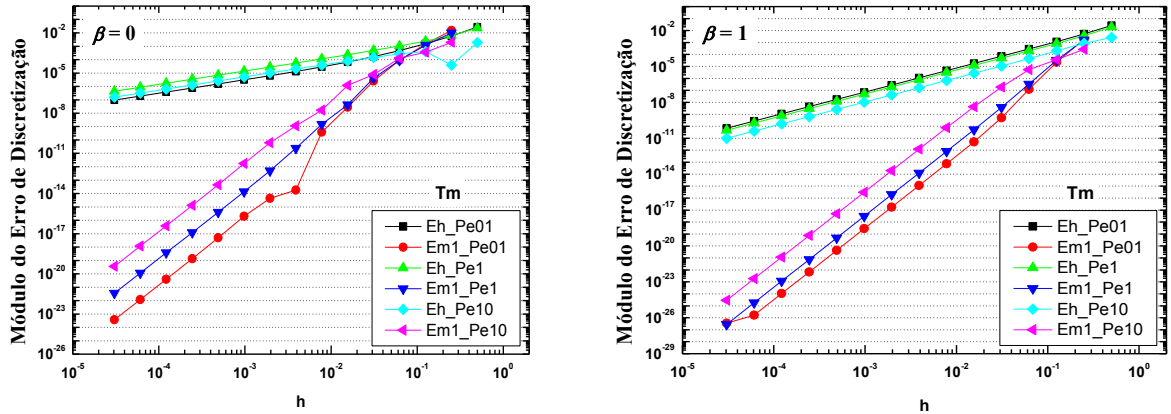 β = 0
Módulo do Erro de Discretização
10⁻²
10⁻⁵
10⁻⁸
10⁻¹¹
10⁻¹⁴
10⁻¹⁷
10⁻²⁰
10⁻²³
10⁻²⁶
10⁻⁵
10⁻⁴
10⁻³
10⁻²
10⁻¹
10⁰
h
Tm
Eh_Pe01
Em1_Pe01
Eh_Pe1
Em1_Pe1
Eh_Pe10
Em1_Pe10
β = 1
Módulo do Erro de Discretização
10⁻²
10⁻⁵
10⁻⁸
10⁻¹¹
10⁻¹⁴
10⁻¹⁷
10⁻²⁰
10⁻²³
10⁻²⁶
10⁻²⁹
10⁻⁵
10⁻⁴
10⁻³
10⁻²
10⁻¹
10⁰
h
Tm
Eh_Pe01
Em1_Pe01
Eh_Pe1
Em1_Pe1
Eh_Pe10
Em1_Pe10